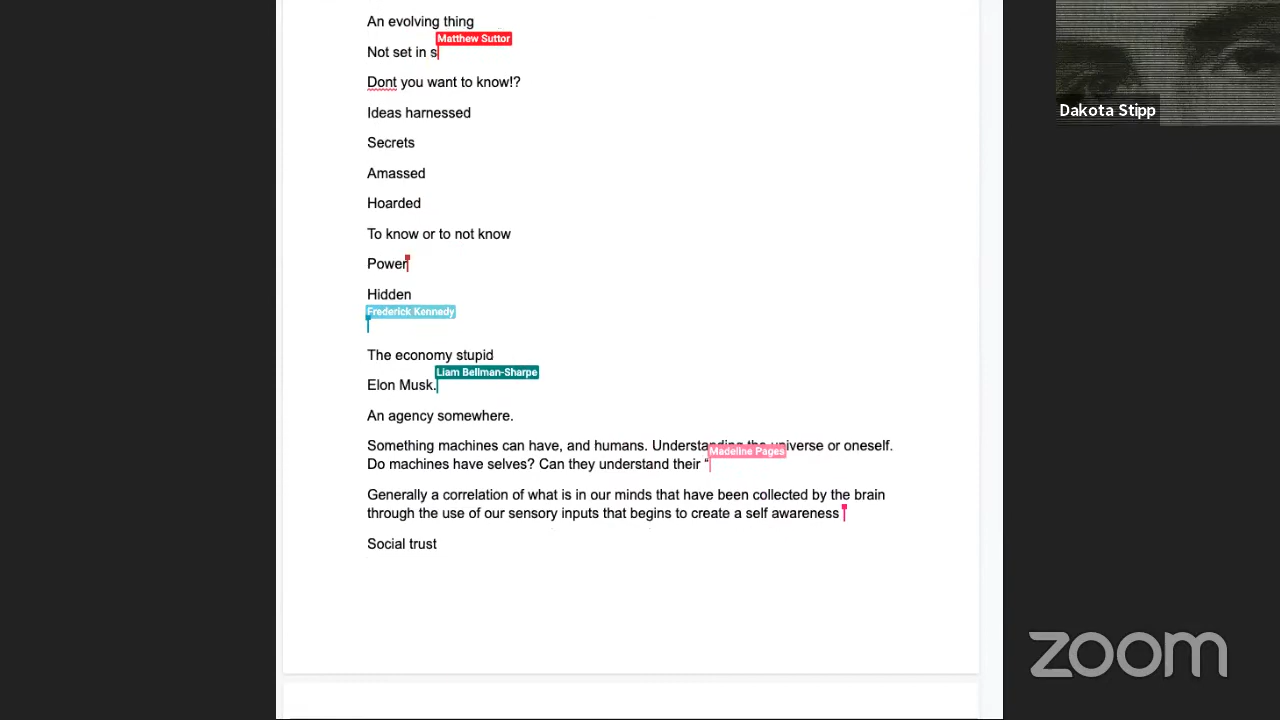 An evolving thing
Matthew Suttor
Not set in s
Dont you want to know!?
Ideas harnessed
Secrets
Amassed
Hoarded
To know or to not know
Power
Hidden
Frederick Kennedy
The economy stupid
Liam Bellman-Sharpe
Elon Musk.
An agency somewhere.
Something machines can have, and humans. Understanding the universe or oneself.
Madeline Pages
Do machines have selves? Can they understand their “
Generally a correlation of what is in our minds that have been collected by the brain
through the use of our sensory inputs that begins to create a self awareness
Social trust
Dakota Stipp
zoom